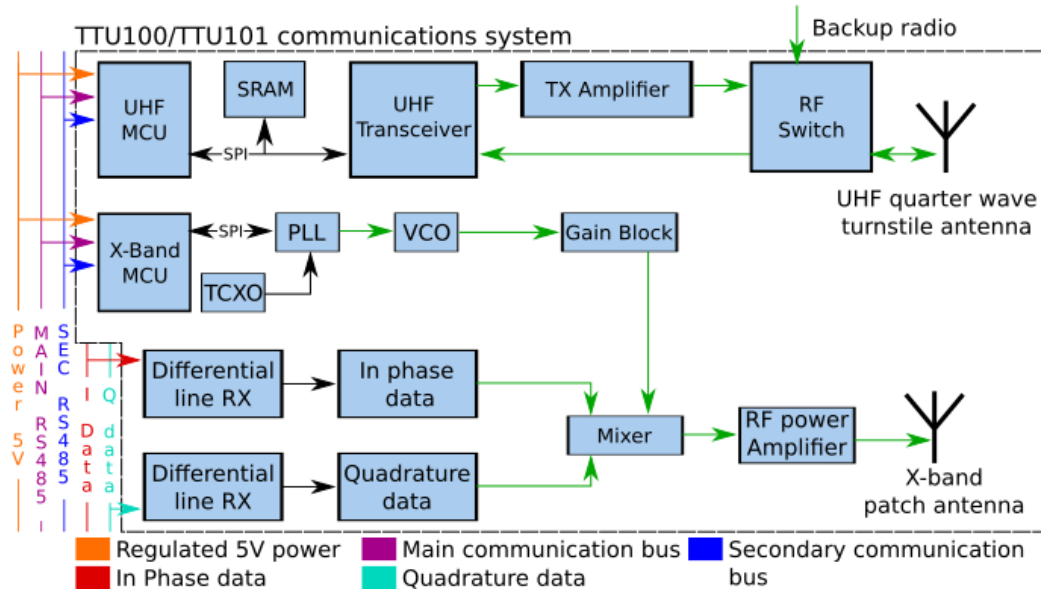 TTU100/TTU101 communications system
Backup radio
UHF
MCU
SRAM
SPI
UHF
Transceiver
TX Amplifier
RF
Switch
UHF quarter wave
turnstile antenna
X-Band
MCU
SPI
PLL
VCO
Gain Block
TCXO
Power 5V
MAIN RS485
SEC RS485
I Data
Q data
Differential
line RX
In phase
data
Mixer
RF power
Amplifier
Differential
line RX
Quadrature
data
X-band
patch antenna
Regulated 5V power
Main communication bus
Secondary communication
bus
In Phase data
Quadrature data